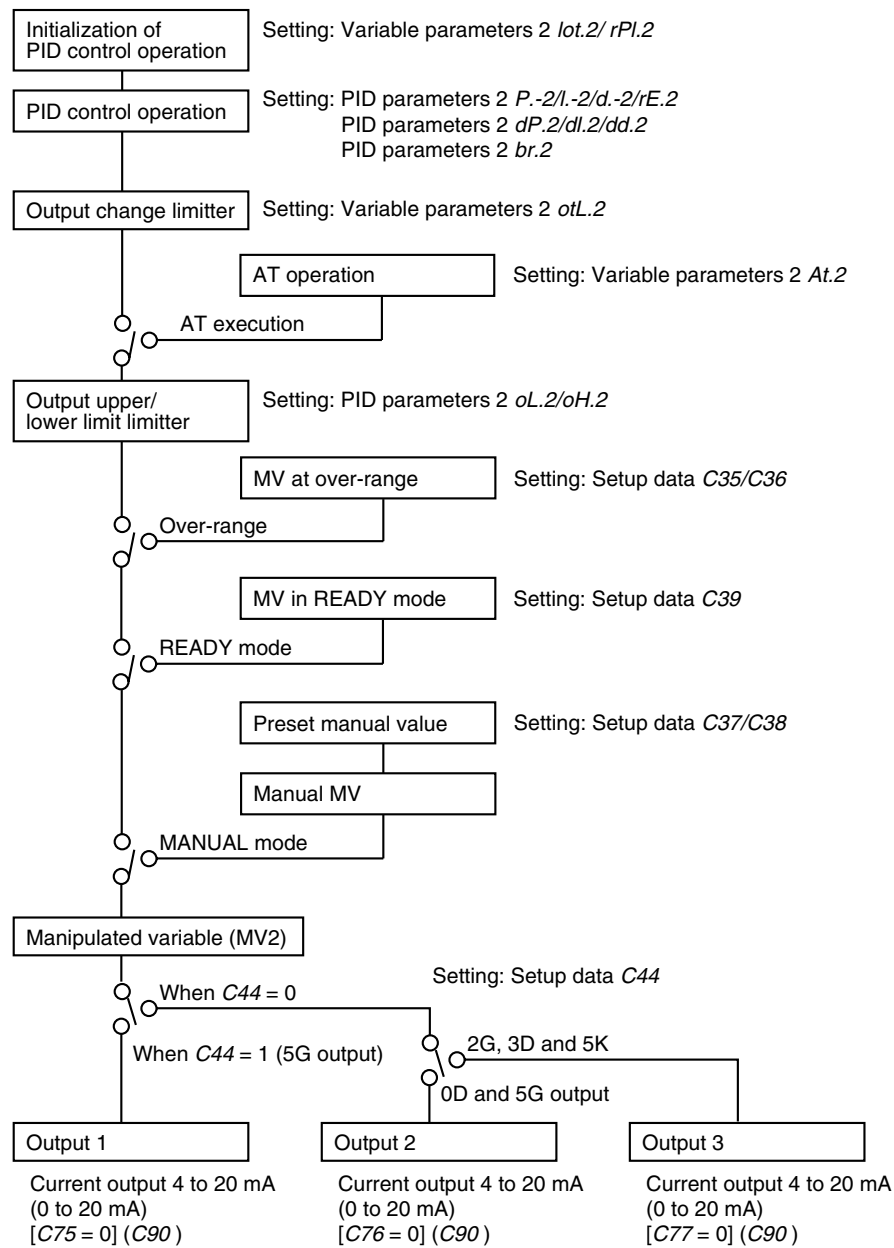 Initialization of
PID control operation
Setting: Variable parameters 2 Iot.2/ rPI.2
PID control operation
Setting: PID parameters 2 P.-2/I.-2/d.-2/rE.2
PID parameters 2 dP.2/dI.2/dd.2
PID parameters 2 br.2
Output change limitter
Setting: Variable parameters 2 otL.2
AT operation
Setting: Variable parameters 2 At.2
AT execution
Output upper/
lower limit limitter
Setting: PID parameters 2 oL.2/oH.2
MV at over-range
Setting: Setup data C35/C36
Over-range
MV in READY mode
Setting: Setup data C39
READY mode
Preset manual value
Setting: Setup data C37/C38
Manual MV
MANUAL mode
Manipulated variable (MV2)
Setting: Setup data C44
When C44 = 0
When C44 = 1 (5G output)
2G, 3D and 5K
0D and 5G output
Output 1
Output 2
Output 3
Current output 4 to 20 mA
(0 to 20 mA)
[C75 = 0] (C90 )
Current output 4 to 20 mA
(0 to 20 mA)
[C76 = 0] (C90 )
Current output 4 to 20 mA
(0 to 20 mA)
[C77 = 0] (C90 )